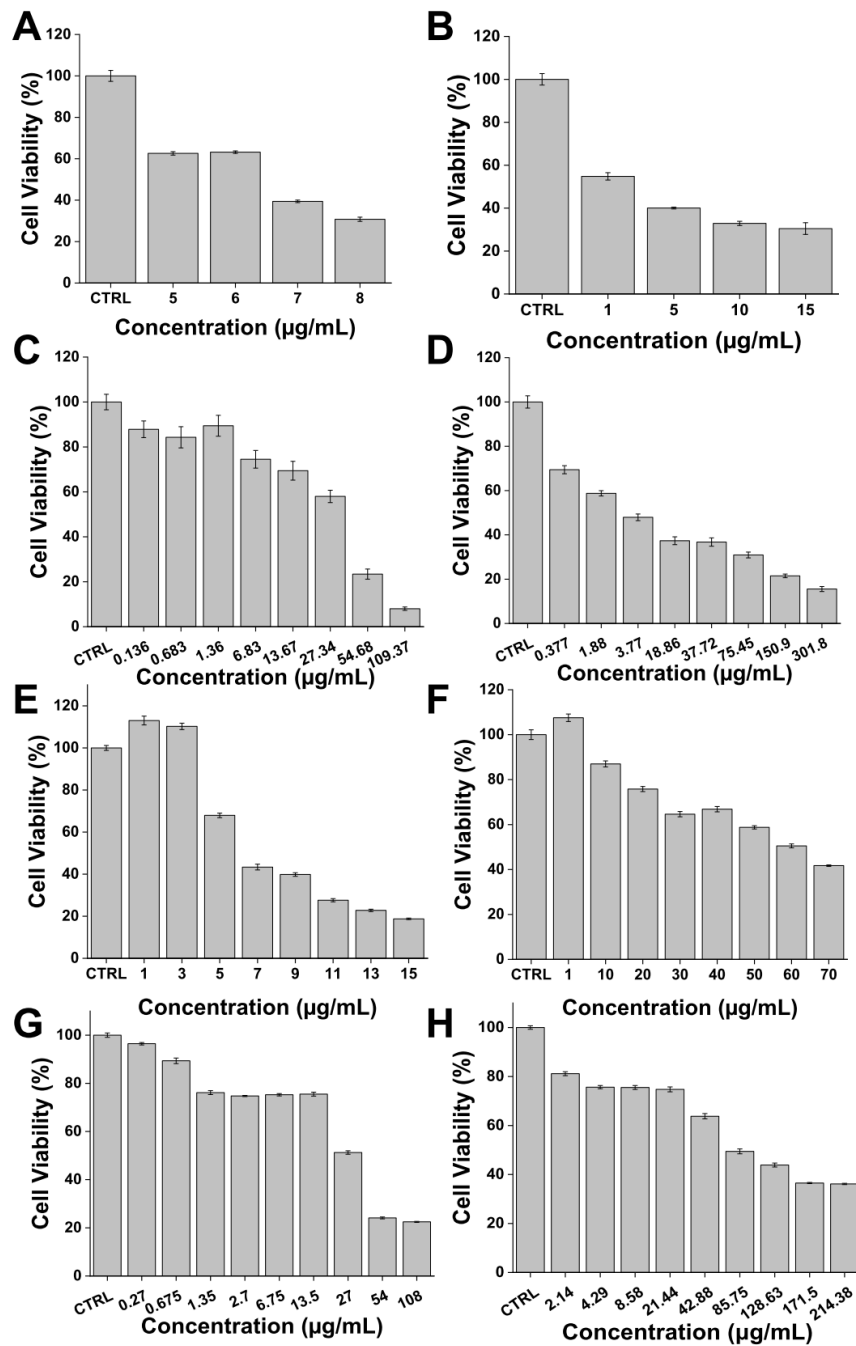 A
Cell Viability (%)
120
100
80
60
40
20
0
CTRL 5 6 7 8
Concentration (µg/mL)
B
Cell Viability (%)
120
100
80
60
40
20
0
CTRL 1 5 10 15
Concentration (µg/mL)
C
Cell Viability (%)
120
100
80
60
40
20
0
CTRL 0.136 0.683 1.36 6.83 13.67 27.34 54.68 109.37
Concentration (µg/mL)
D
Cell Viability (%)
120
100
80
60
40
20
0
CTRL 0.377 1.88 3.77 18.86 37.72 75.45 150.9 301.8
Concentration (µg/mL)
E
Cell Viability (%)
120
100
80
60
40
20
0
CTRL 1 3 5 7 9 11 13 15
Concentration (µg/mL)
F
Cell Viability (%)
120
100
80
60
40
20
0
CTRL 1 10 20 30 40 50 60 70
Concentration (µg/mL)
G
Cell Viability (%)
100
80
60
40
20
0
CTRL 0.27 0.675 1.35 2.7 6.75 13.5 27 54 108
Concentration (µg/mL)
H
Cell Viability (%)
100
80
60
40
20
0
CTRL 2.14 4.29 8.58 21.44 42.88 85.75 128.63 171.5 214.38
Concentration (µg/mL)